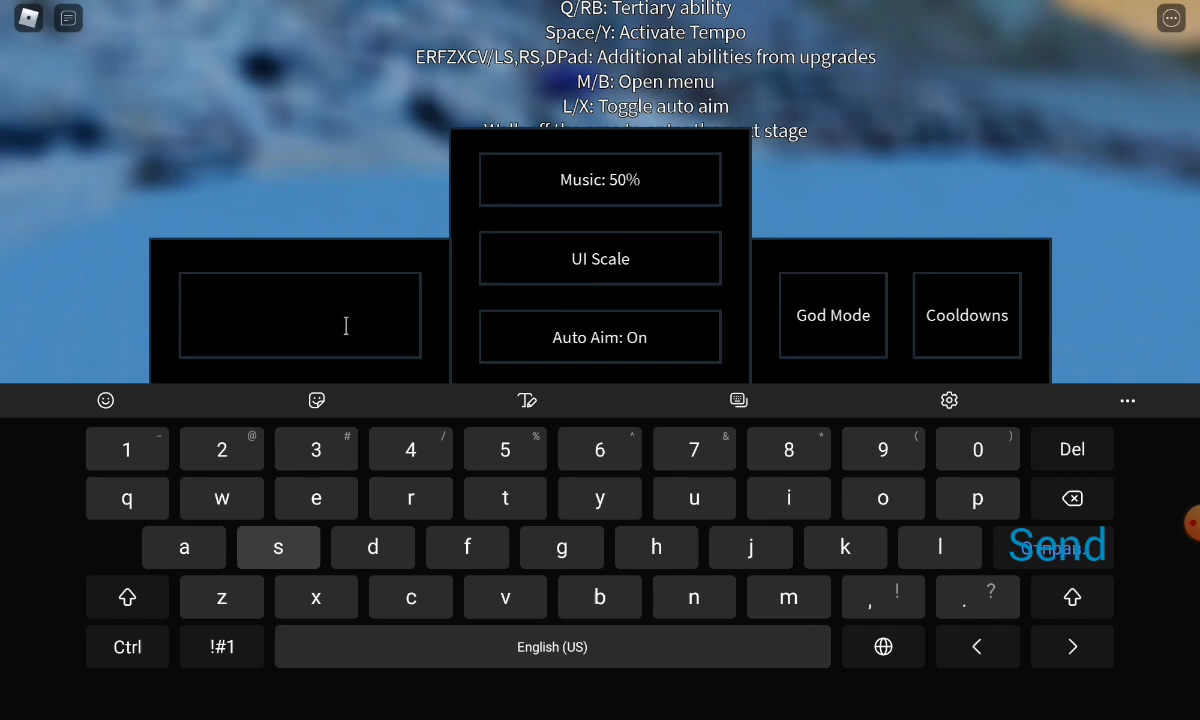 Q/RB: Tertiary ability
Space/Y: Activate Tempo
ERFZXCV/LS,RS,DPad: Additional abilities from upgrades
M/B: Open menu
L/X: Toggle auto aim
stage
Music: 50%
UI Scale
Auto Aim: On
God Mode
Cooldowns
1 - 2 @ 3 # 4 / 5 % 6 ^ 7 & 8 * 9 ( 0 ) Del
q w e r t y u i o p
a s d f g h j k l Send
z x c v b n m , ! . ?
Ctrl !#1 English (US) < >